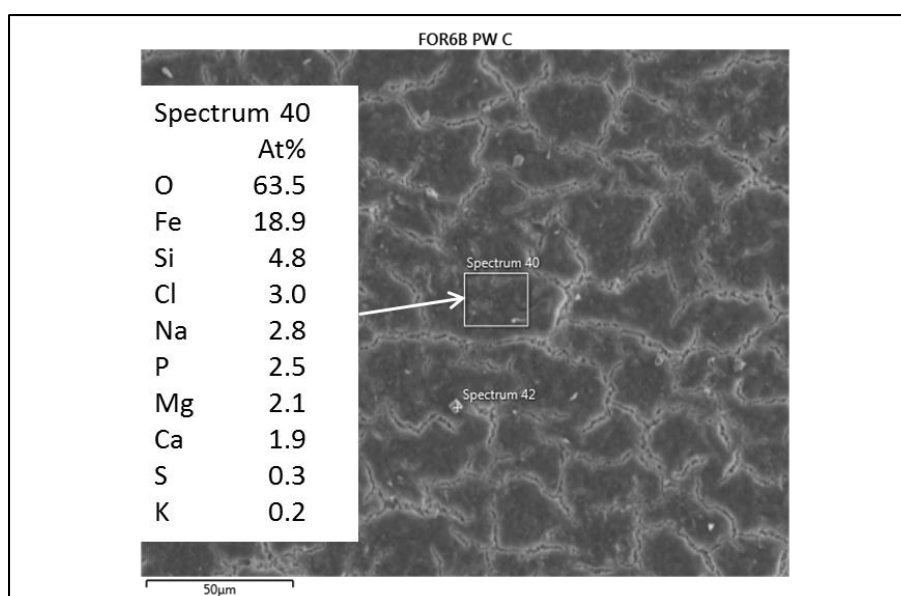 FOR6B PW C
Spectrum 40
At%
O 63.5
Fe 18.9
Si 4.8
Cl 3.0
Na 2.8
P 2.5
Mg 2.1
Ca 1.9
S 0.3
K 0.2
Spectrum 40
Spectrum 42
50µm